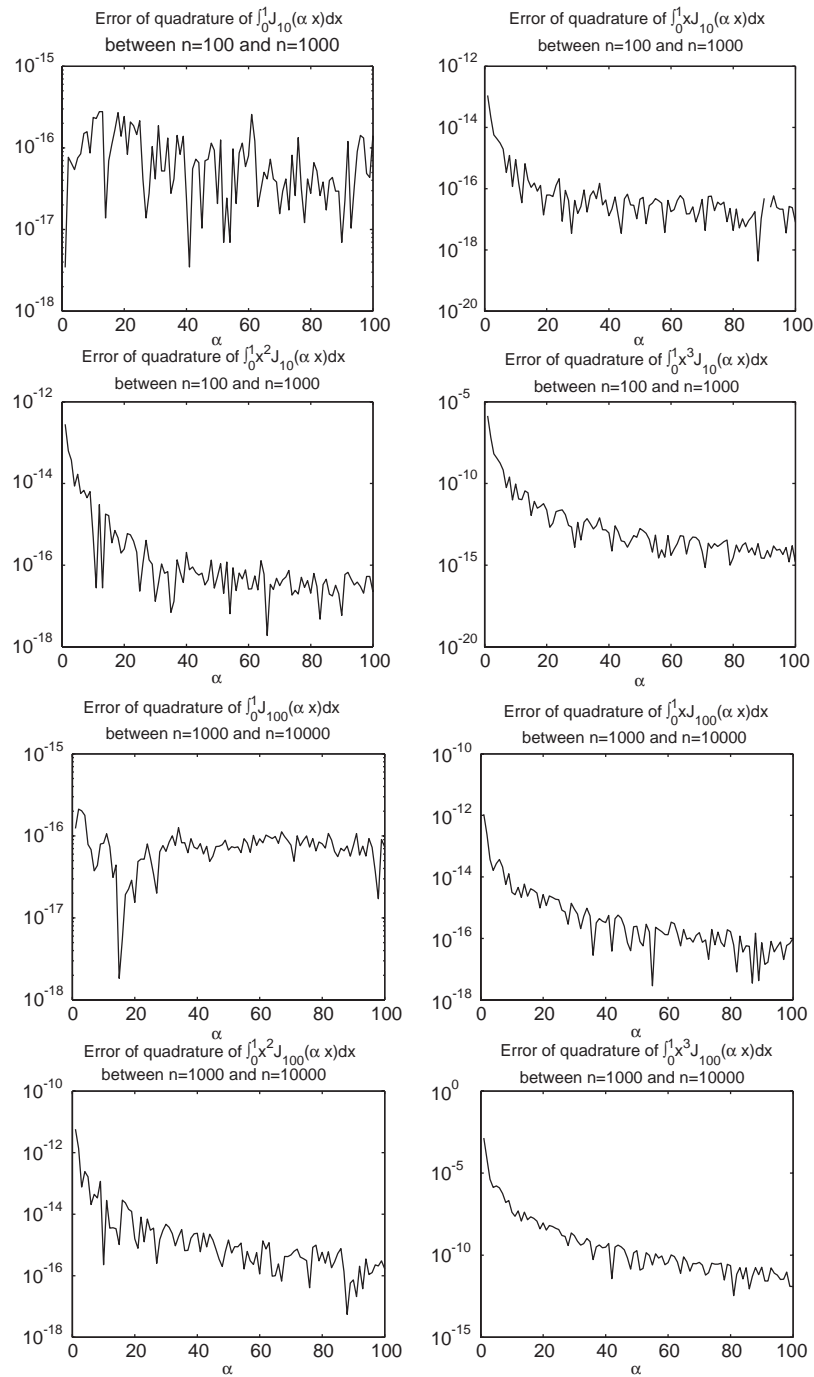 Error of quadrature of ∫₀¹J₁₀(α x)dx
between n=100 and n=1000
10⁻¹⁵
10⁻¹⁶
10⁻¹⁷
10⁻¹⁸
0 20 40 60 80 100
α
Error of quadrature of ∫₀¹xJ₁₀(α x)dx
between n=100 and n=1000
10⁻¹²
10⁻¹⁴
10⁻¹⁶
10⁻¹⁸
10⁻²⁰
0 20 40 60 80 100
α
Error of quadrature of ∫₀¹x²J₁₀(α x)dx
between n=100 and n=1000
10⁻¹²
10⁻¹⁴
10⁻¹⁶
10⁻¹⁸
0 20 40 60 80 100
α
Error of quadrature of ∫₀¹x³J₁₀(α x)dx
between n=100 and n=1000
10⁻⁵
10⁻¹⁰
10⁻¹⁵
10⁻²⁰
0 20 40 60 80 100
α
Error of quadrature of ∫₀¹J₁₀₀(α x)dx
between n=1000 and n=10000
10⁻¹⁵
10⁻¹⁶
10⁻¹⁷
10⁻¹⁸
0 20 40 60 80 100
α
Error of quadrature of ∫₀¹xJ₁₀₀(α x)dx
between n=1000 and n=10000
10⁻¹⁰
10⁻¹²
10⁻¹⁴
10⁻¹⁶
10⁻¹⁸
0 20 40 60 80 100
α
Error of quadrature of ∫₀¹x²J₁₀₀(α x)dx
between n=1000 and n=10000
10⁻¹⁰
10⁻¹²
10⁻¹⁴
10⁻¹⁶
10⁻¹⁸
0 20 40 60 80 100
α
Error of quadrature of ∫₀¹x³J₁₀₀(α x)dx
between n=1000 and n=10000
10⁰
10⁻⁵
10⁻¹⁰
10⁻¹⁵
0 20 40 60 80 100
α